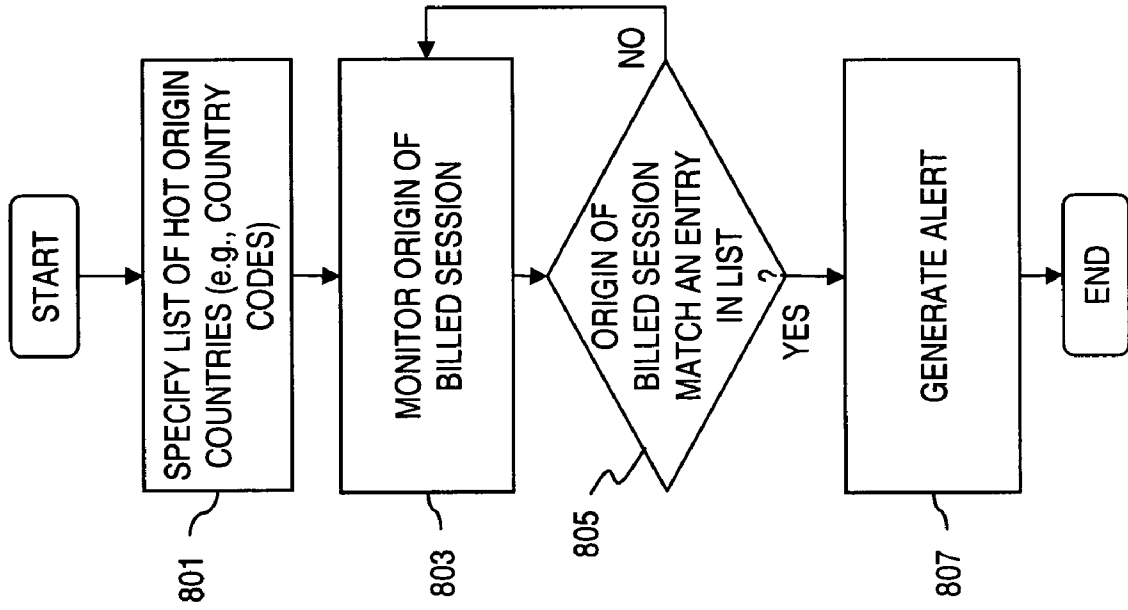 START
801
SPECIFY LIST OF HOT ORIGIN
COUNTRIES (e.g., COUNTRY
CODES)
803
MONITOR ORIGIN OF
BILLED SESSION
805
ORIGIN OF
BILLED SESSION
MATCH AN ENTRY
IN LIST
?
NO
YES
807
GENERATE ALERT
END